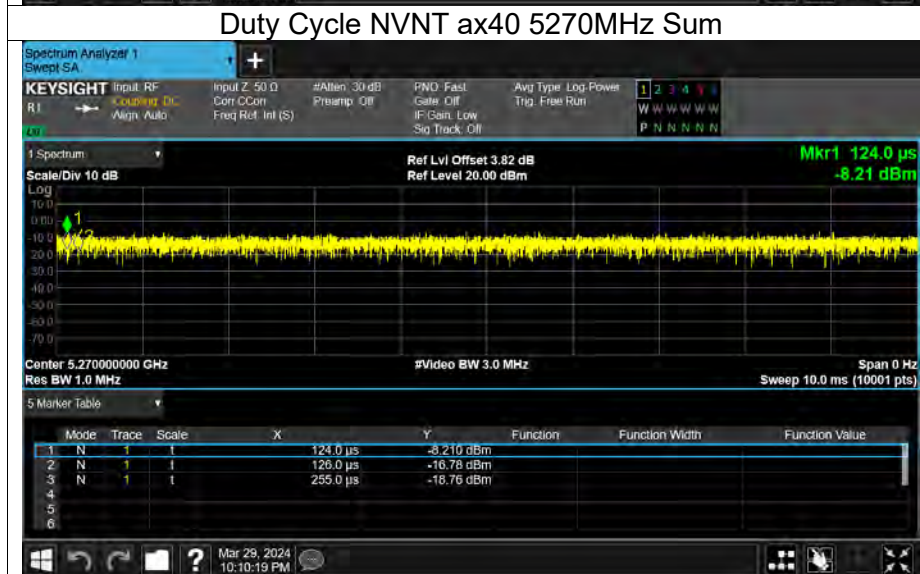 Duty Cycle NVNT ax40 5270MHz Sum
Spectrum Analyzer 1
Swept SA
+
KEYSIGHT Input: RF Input Z: 50 Ω #Atten: 30 dB PNO: Fast Avg Type: Log-Power 1 2 3 4 5 6
R L Coupling: DC Corr CCorr Preamp: Off Gate: Off Trig: Free Run W W W W W W
Align: Auto Freq Ref: Int (S) IF Gain: Low
Sig Track: Off P N N N N N
1 Spectrum Ref Lvl Offset 3.82 dB Mkr1 124.0 µs
Scale/Div 10 dB Ref Level 20.00 dBm -8.21 dBm
Log
10.0
0.00
-10.0
-20.0
-30.0
-40.0
-50.0
-60.0
-70.0
1
2
Center 5.270000000 GHz #Video BW 3.0 MHz Span 0 Hz
Res BW 1.0 MHz Sweep 10.0 ms (10001 pts)
5 Marker Table
Mode Trace Scale X Y Function Function Width Function Value
1 N 1 t 124.0 µs -8.210 dBm
2 N 1 t 126.0 µs -16.78 dBm
3 N 1 t 255.0 µs -18.76 dBm
4
5
6
? Mar 29, 2024
10:10:19 PM